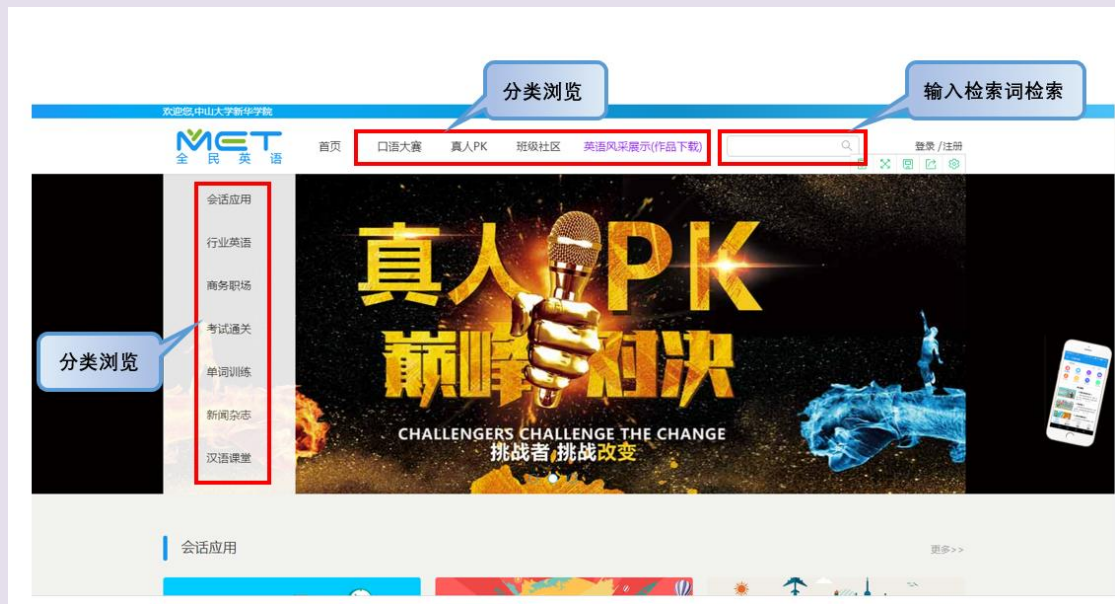 分类浏览
输入检索词检索
欢迎您,中山大学新华学院
MET
全民英语
首页 口语大赛 真人PK 班级社区 英语风采展示(作品下载) 登录 /注册
会话应用
行业英语
商务职场
考试通关
单词训练
新闻杂志
汉语课堂
分类浏览
真人PK
巅峰对决
CHALLENGERS CHALLENGE THE CHANGE
挑战者,挑战改变
会话应用
更多>>